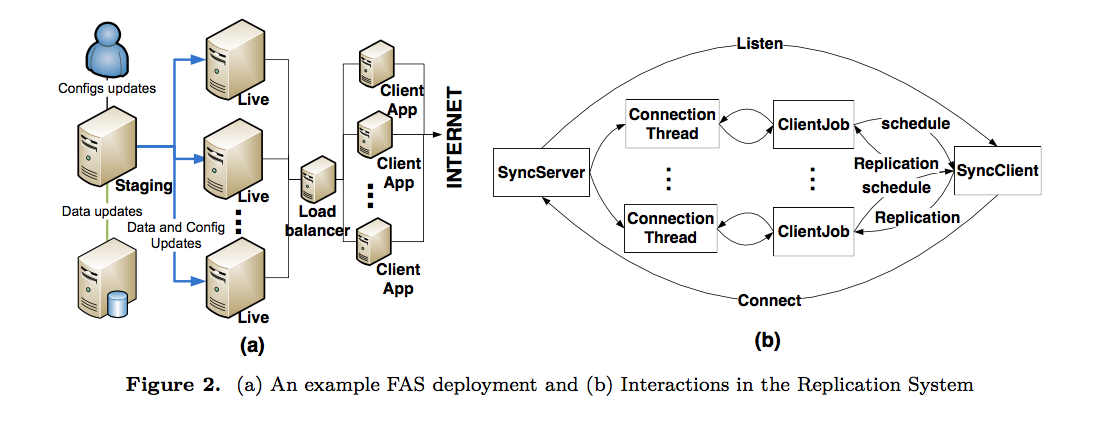 Configs updates
Staging
Data updates
Data and Config
Updates
Live
Live
Live
Load
balancer
Client
App
Client
App
Client
App
INTERNET
(a)
Listen
Connection
Thread
ClientJob
schedule
SyncServer
Replication
SyncClient
schedule
Connection
Thread
ClientJob
Replication
Connect
(b)
Figure 2. (a) An example FAS deployment and (b) Interactions in the Replication System